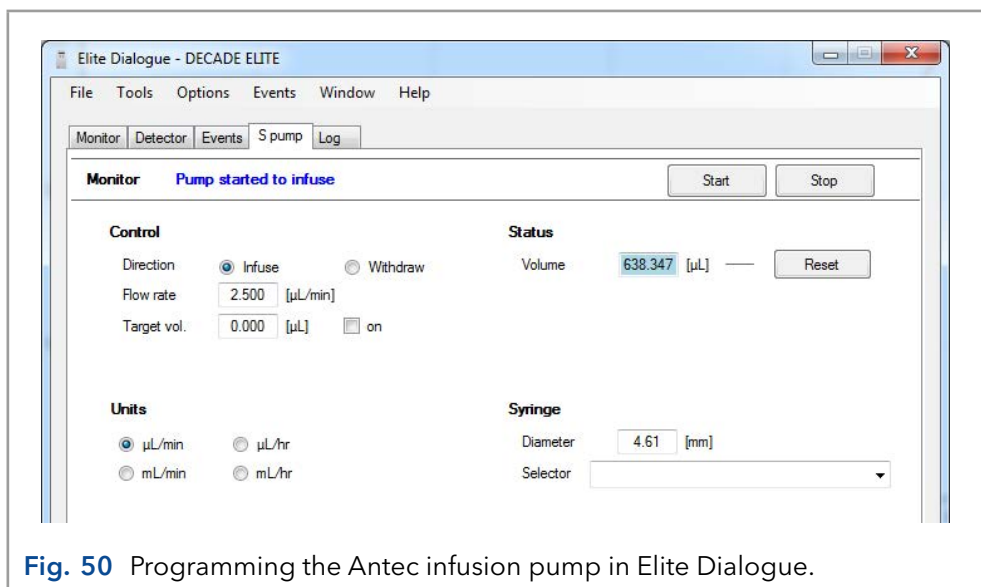 Elite Dialogue - DECADE ELITE
File Tools Options Events Window Help
Monitor Detector Events S pump Log
Monitor Pump started to infuse Start Stop
Control Status
Direction Infuse Withdraw Volume 638.347 [µL] Reset
Flow rate 2.500 [µL/min]
Target vol. 0.000 [µL] on
Units Syringe
µL/min µL/hr Diameter 4.61 [mm]
mL/min mL/hr Selector
Fig. 50 Programming the Antec infusion pump in Elite Dialogue.